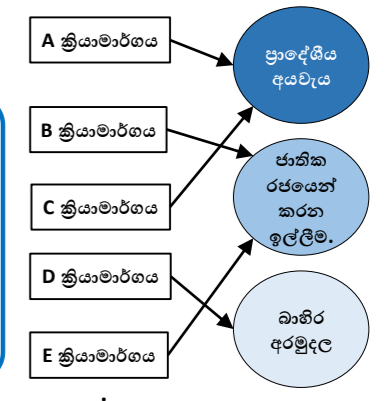 A ක්‍රියාමාර්ගය
ප්‍රාදේශීය
අයවැය
B ක්‍රියාමාර්ගය
ජාතික
රජයෙන්
කරන
ඉල්ලීම.
C ක්‍රියාමාර්ගය
D ක්‍රියාමාර්ගය
බාහිර
අරමුදල
E ක්‍රියාමාර්ගය